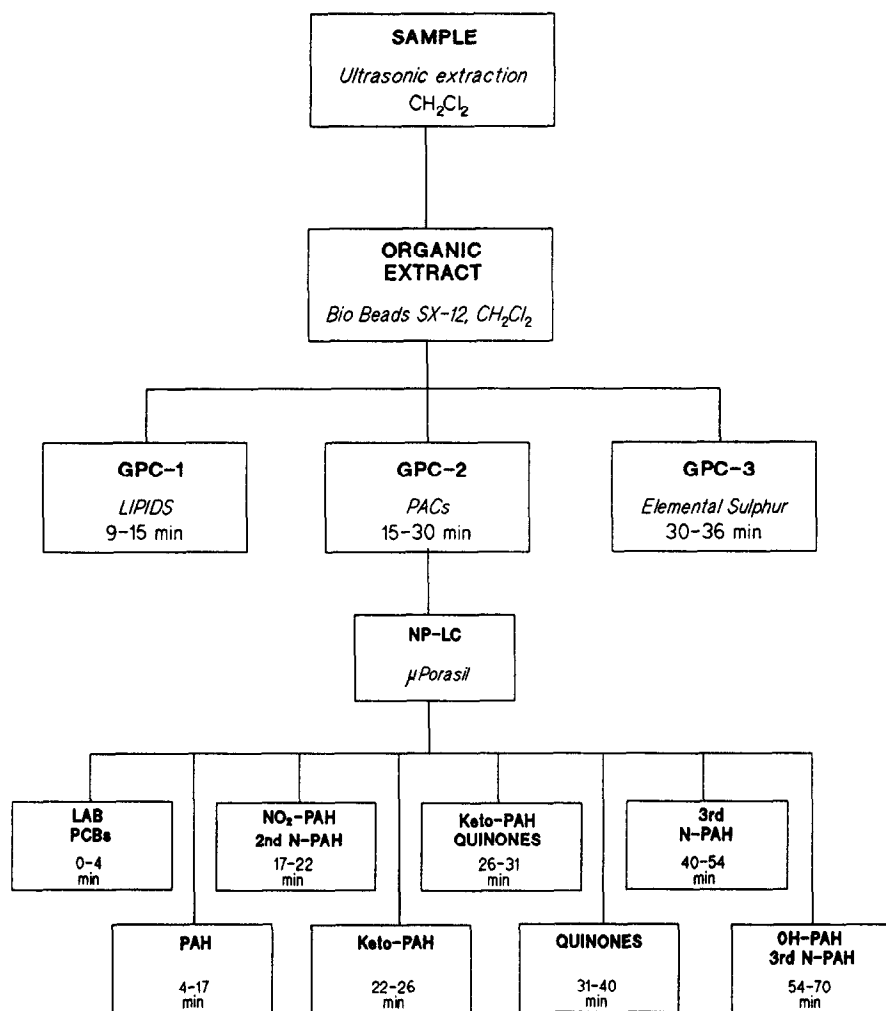 SAMPLE
Ultrasonic extraction
CH₂Cl₂
ORGANIC
EXTRACT
Bio Beads SX-12, CH₂Cl₂
GPC-1
LIPIDS
9-15 min
GPC-2
PACs
15-30 min
GPC-3
Elemental Sulphur
30-36 min
NP-LC
μPorasil
LAB
PCBs
0-4
min
NO₂-PAH
2nd N-PAH
17-22
min
Keto-PAH
QUINONES
26-31
min
3rd
N-PAH
40-54
min
PAH
4-17
min
Keto-PAH
22-26
min
QUINONES
31-40
min
OH-PAH
3rd N-PAH
54-70
min